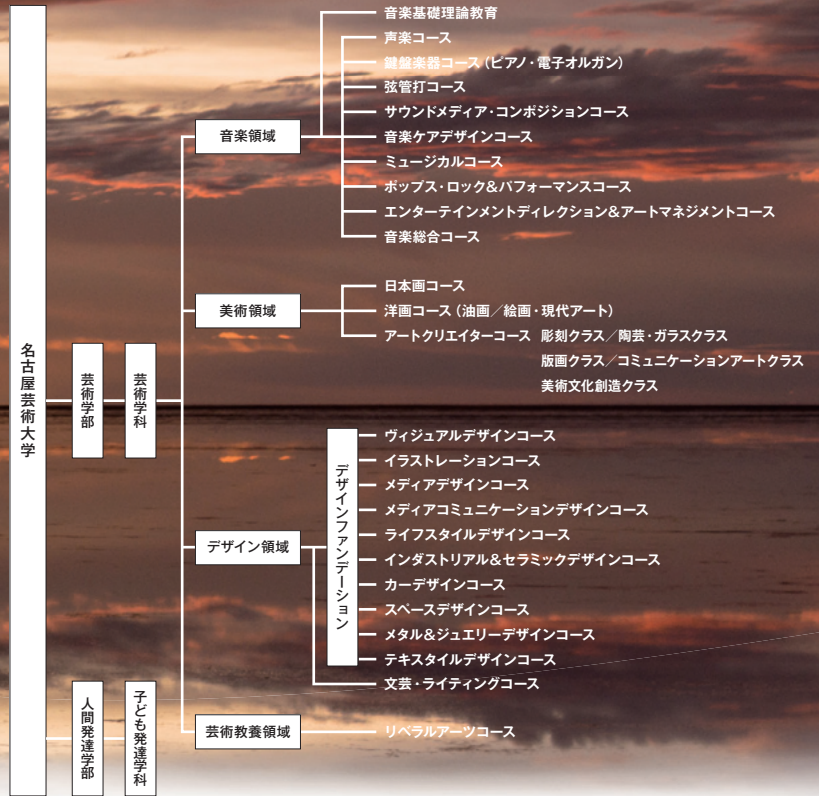 名古屋芸術大学
芸術学部
芸術学科
音楽領域
音楽基礎理論教育
声楽コース
鍵盤楽器コース（ピアノ・電子オルガン）
弦管打コース
サウンドメディア・コンポジションコース
音楽ケアデザインコース
ミュージカルコース
ポップス・ロック&パフォーマンスコース
エンターテインメントディレクション&アートマネジメントコース
音楽総合コース
美術領域
日本画コース
洋画コース（油画／絵画・現代アート）
アートクリエイターコース 彫刻クラス／陶芸・ガラスクラス
版画クラス／コミュニケーションアートクラス
美術文化創造クラス
デザイン領域
デザインファンデーション
ヴィジュアルデザインコース
イラストレーションコース
メディアデザインコース
メディアコミュニケーションデザインコース
ライフスタイルデザインコース
インダストリアル&セラミックデザインコース
カーデザインコース
スペースデザインコース
メタル&ジュエリーデザインコース
テキスタイルデザインコース
文芸・ライティングコース
芸術教養領域
リベラルアーツコース
人間発達学部
子ども発達学科